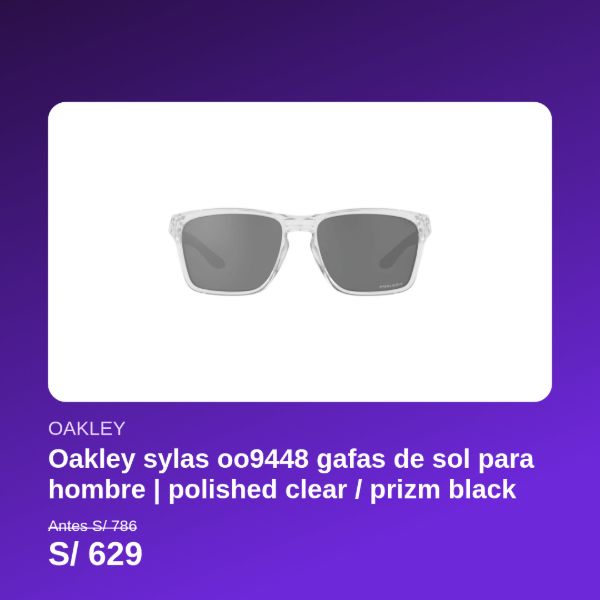 OAKLEY
Oakley sylas oo9448 gafas de sol para
hombre | polished clear / prizm black
Antes S/ 786
S/ 629